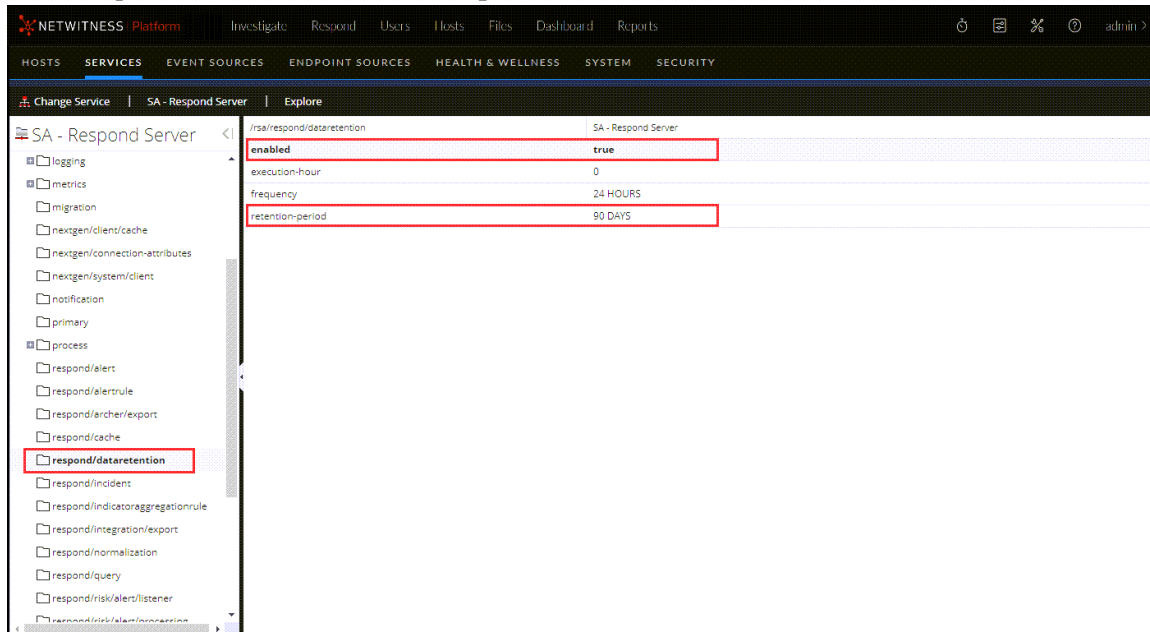 NETWITNESS Platform Investigate Respond Users Hosts Files Dashboard Reports admin >
HOSTS SERVICES EVENT SOURCES ENDPOINT SOURCES HEALTH & WELLNESS SYSTEM SECURITY
Change Service | SA - Respond Server | Explore
SA - Respond Server
logging
metrics
migration
nextgen/client/cache
nextgen/connection-attributes
nextgen/system/client
notification
primary
process
respond/alert
respond/alertrule
respond/archer/export
respond/cache
respond/dataretention
respond/incident
respond/indicatoraggregationrule
respond/integration/export
respond/normalization
respond/query
respond/risk/alert/listener
respond/risk/alert/processing
/rsa/respond/dataretention SA - Respond Server
enabled true
execution-hour 0
frequency 24 HOURS
retention-period 90 DAYS